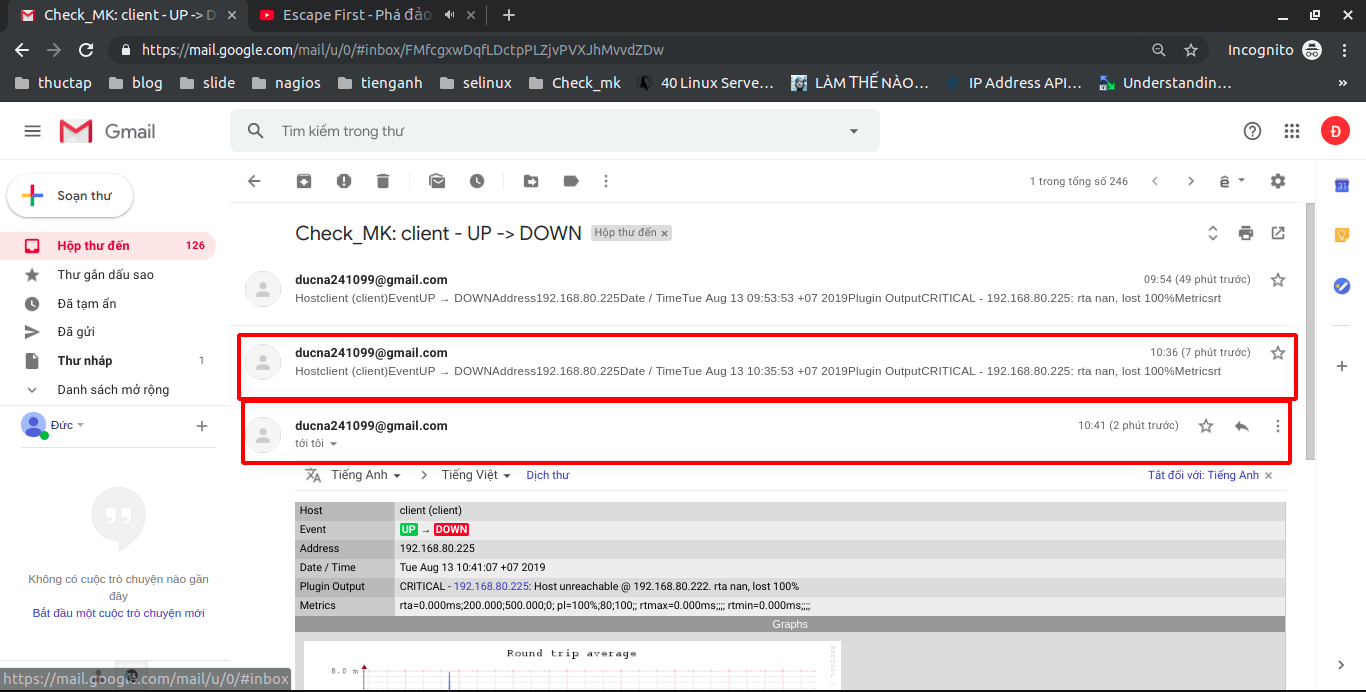 Check_MK: client - UP -> D
Escape First - Phá đảo
https://mail.google.com/mail/u/0/#inbox/FMfcgxwDqfLDctpPLZjvPVXJhMvvdZDw
Incognito
thuctap
blog
slide
nagios
tienganh
selinux
Check_mk
40 Linux Serve...
LÀM THẾ NÀO...
IP Address API...
Understandin...
»
Gmail
Tìm kiếm trong thư
Đ
Soạn thư
1 trong tổng số 246
ê
31
Hộp thư đến 126
Thư gắn dấu sao
Đã tạm ẩn
Đã gửi
Thư nháp 1
Danh sách mở rộng
Đức
Không có cuộc trò chuyện nào gần
đây
Bắt đầu một cuộc trò chuyện mới
Check_MK: client - UP -> DOWN
Hộp thư đến x
ducna241099@gmail.com
09:54 (49 phút trước)
Hostclient (client)EventUP → DOWNAddress192.168.80.225Date / TimeTue Aug 13 09:53:53 +07 2019Plugin OutputCRITICAL - 192.168.80.225: rta nan, lost 100%Metricsrt
ducna241099@gmail.com
10:36 (7 phút trước)
Hostclient (client)EventUP → DOWNAddress192.168.80.225Date / TimeTue Aug 13 10:35:53 +07 2019Plugin OutputCRITICAL - 192.168.80.225: rta nan, lost 100%Metricsrt
ducna241099@gmail.com
10:41 (2 phút trước)
tới tôi
Tiếng Anh
Tiếng Việt
Dịch thư
Tắt đối với: Tiếng Anh x
Host client (client)
Event UP → DOWN
Address 192.168.80.225
Date / Time Tue Aug 13 10:41:07 +07 2019
Plugin Output CRITICAL - 192.168.80.225: Host unreachable @ 192.168.80.222. rta nan, lost 100%
Metrics rta=0.000ms;200.000;500.000;0; pl=100%;80;100;; rtmax=0.000ms;;;; rtmin=0.000ms;;;;
Graphs
Round trip average
8.0 m
https://mail.google.com/mail/u/0/#inbox